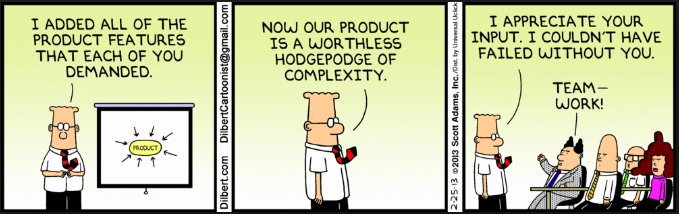 I ADDED ALL OF THE
PRODUCT FEATURES
THAT EACH OF YOU
DEMANDED.
PRODUCT
Dilbert.com DilbertCartoonist@gmail.com
NOW OUR PRODUCT
IS A WORTHLESS
HODGEPODGE OF
COMPLEXITY.
2-25-13 ©2013 Scott Adams, Inc. /Dist. by Universal Uclick
I APPRECIATE YOUR
INPUT. I COULDN'T HAVE
FAILED WITHOUT YOU.
TEAM—
WORK!